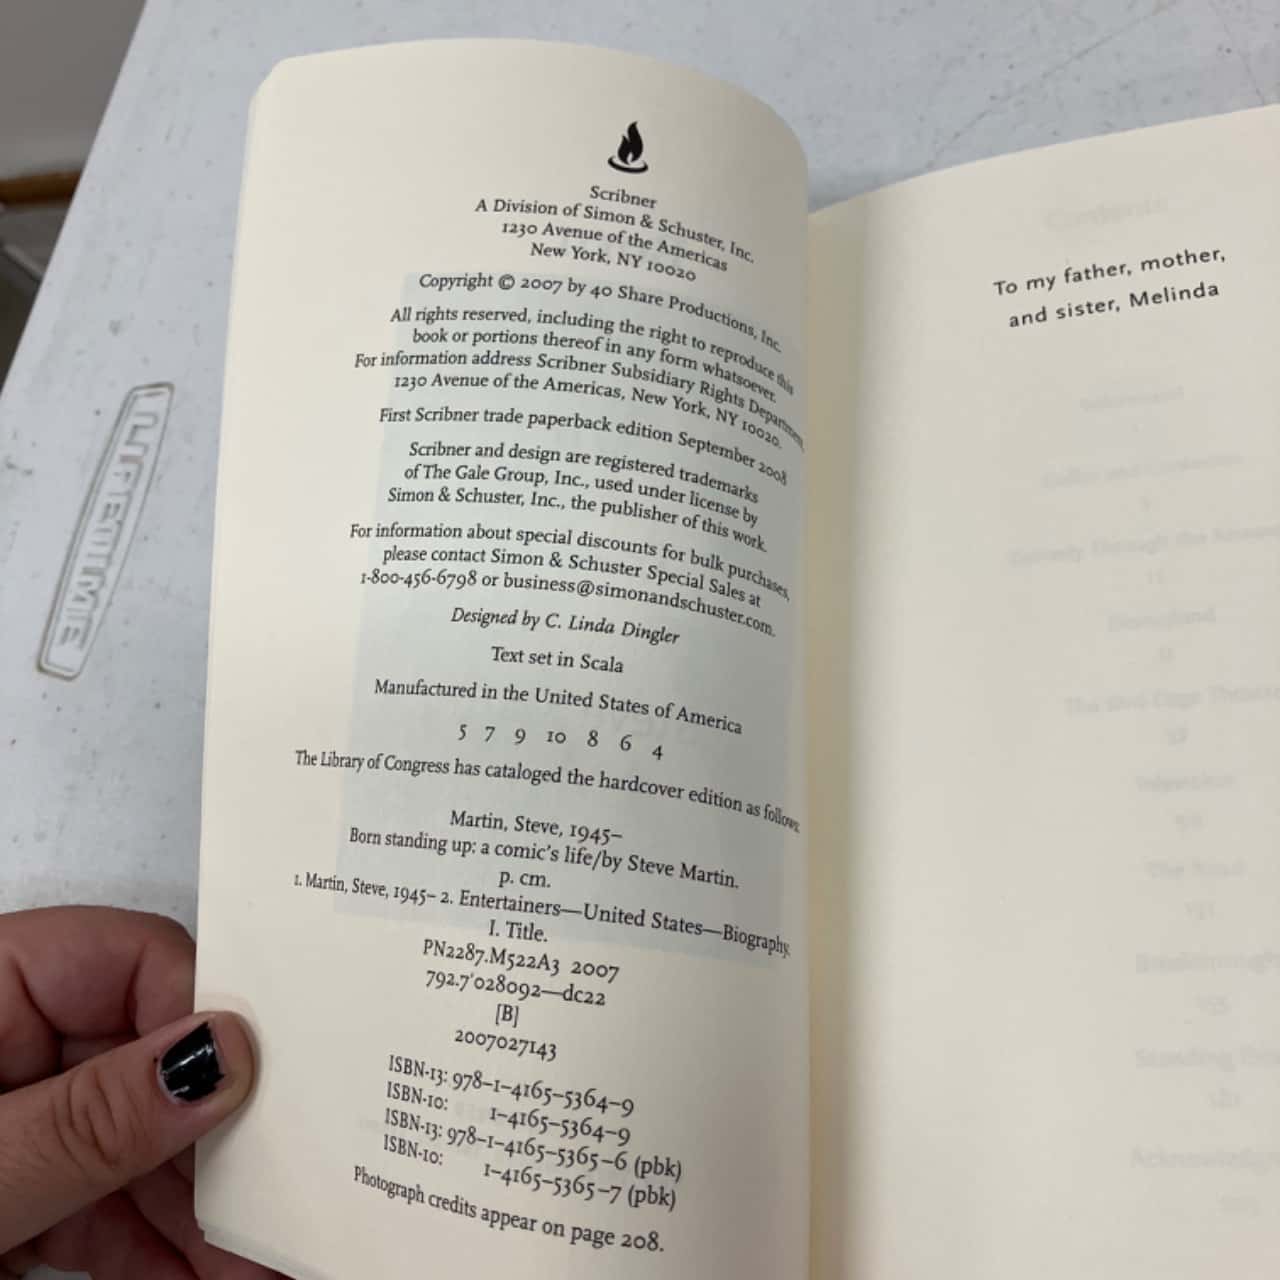 Scribner
A Division of Simon & Schuster, Inc.
1230 Avenue of the Americas
New York, NY 10020
Copyright © 2007 by 40 Share Productions, Inc.
All rights reserved, including the right to reproduce this
book or portions thereof in any form whatsoever.
For information address Scribner Subsidiary Rights Department,
1230 Avenue of the Americas, New York, NY 10020.
First Scribner trade paperback edition September 2008
Scribner and design are registered trademarks
of The Gale Group, Inc., used under license by
Simon & Schuster, Inc., the publisher of this work.
For information about special discounts for bulk purchases,
please contact Simon & Schuster Special Sales at
1-800-456-6798 or business@simonandschuster.com.
Designed by C. Linda Dingler
Text set in Scala
Manufactured in the United States of America
5 7 9 10 8 6 4
The Library of Congress has cataloged the hardcover edition as follows:
Martin, Steve, 1945–
Born standing up: a comic's life/by Steve Martin.
p. cm.
1. Martin, Steve, 1945– 2. Entertainers—United States—Biography.
I. Title.
PN2287.M522A3 2007
792.7'028092—dc22
[B]
2007027143
ISBN-13: 978-1-4165-5364-9
ISBN-10: 1-4165-5364-9
ISBN-13: 978-1-4165-5365-6 (pbk)
ISBN-10: 1-4165-5365-7 (pbk)
Photograph credits appear on page 208.
To my father, mother,
and sister, Melinda
LIFETIME